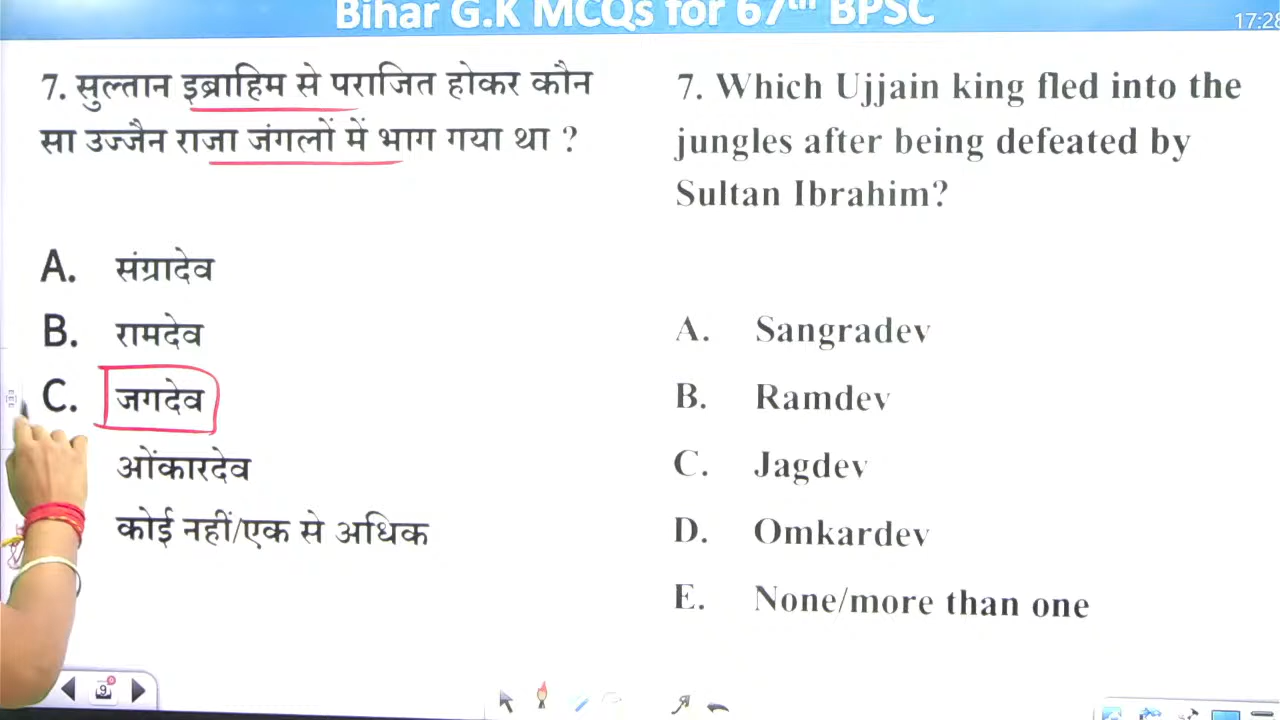 Bihar G.K MCQs for 67th BPSC
17:28
7. सुल्तान इब्राहिम से पराजित होकर कौन
सा उज्जैन राजा जंगलों में भाग गया था ?
A. संग्रादेव
B. रामदेव
C. जगदेव
ओंकारदेव
कोई नहीं/एक से अधिक
7. Which Ujjain king fled into the
jungles after being defeated by
Sultan Ibrahim?
A. Sangradev
B. Ramdev
C. Jagdev
D. Omkardev
E. None/more than one
9